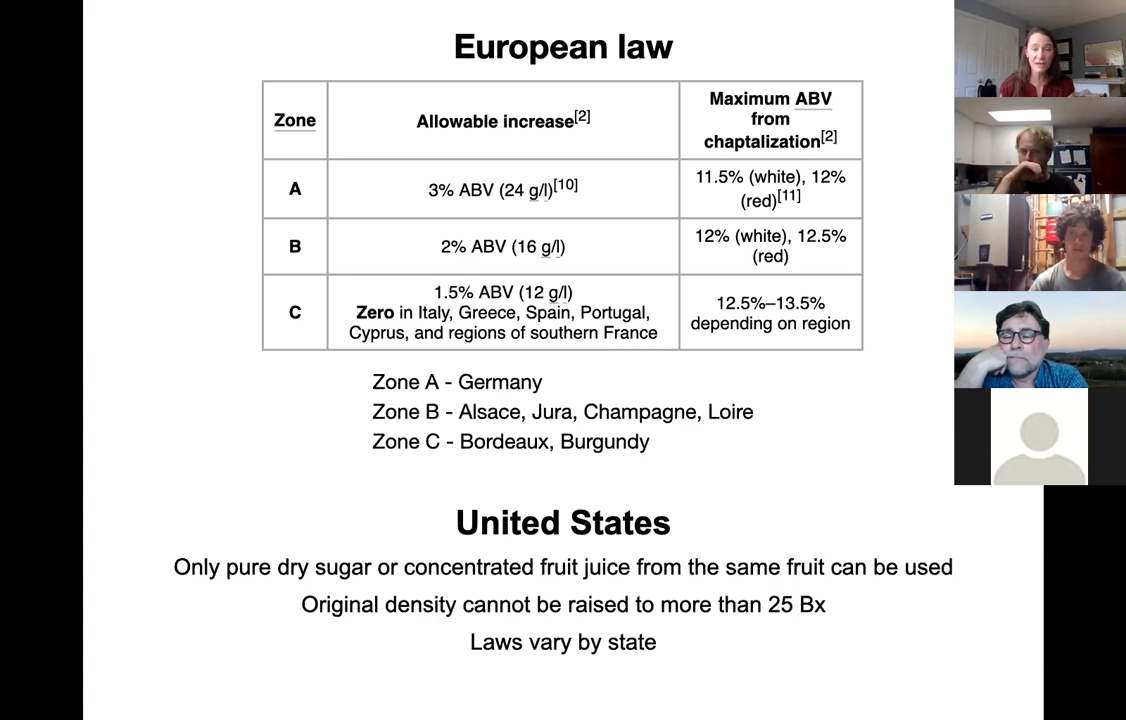 European law
Zone
Allowable increase[2]
Maximum ABV
from
chaptalization[2]
A
3% ABV (24 g/l)[10]
11.5% (white), 12%
(red)[11]
B
2% ABV (16 g/l)
12% (white), 12.5%
(red)
C
1.5% ABV (12 g/l)
Zero in Italy, Greece, Spain, Portugal,
Cyprus, and regions of southern France
12.5%–13.5%
depending on region
Zone A - Germany
Zone B - Alsace, Jura, Champagne, Loire
Zone C - Bordeaux, Burgundy
United States
Only pure dry sugar or concentrated fruit juice from the same fruit can be used
Original density cannot be raised to more than 25 Bx
Laws vary by state